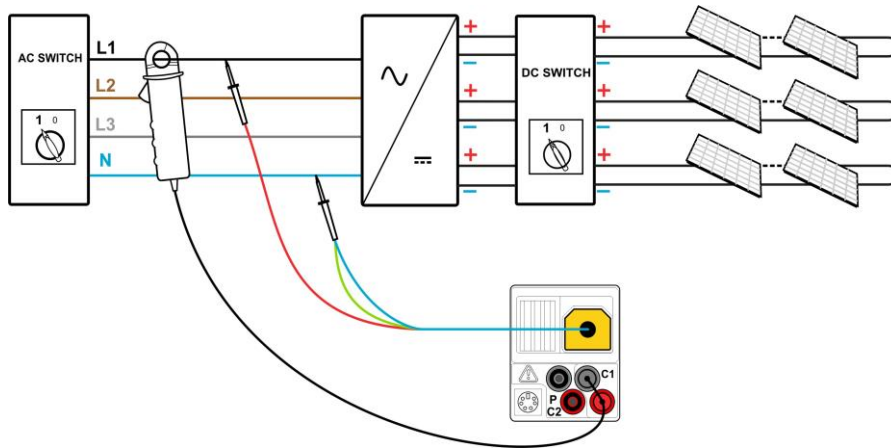 AC SWITCH
1 0
L1
L2
L3
N
+
−
+
−
+
−
DC SWITCH
1 0
+
−
+
−
+
−
C1
P
C2